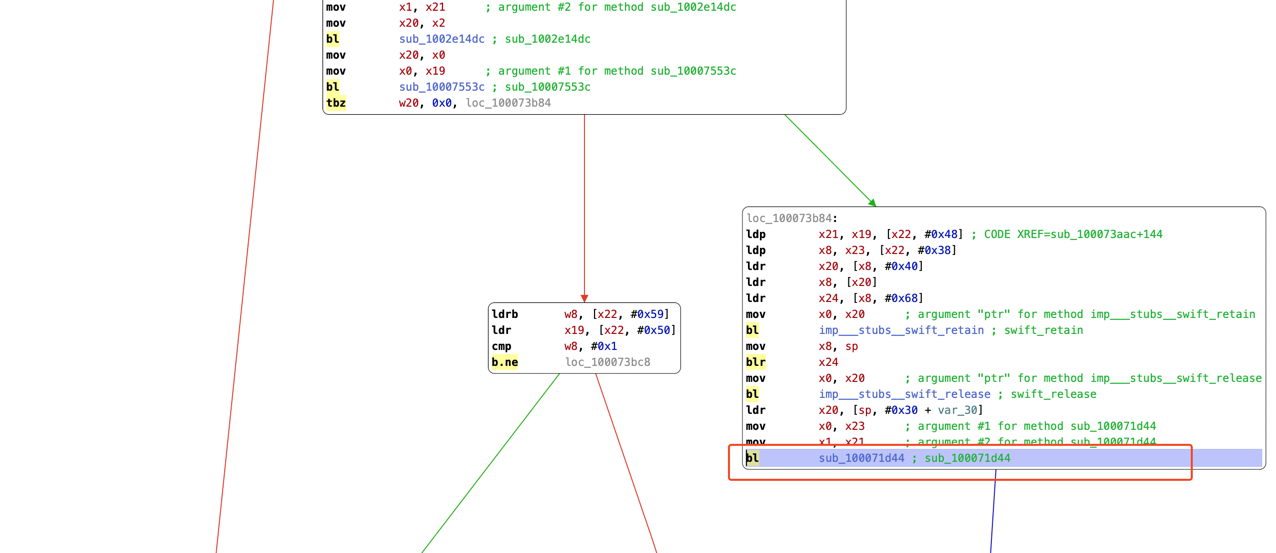 mov x1, x21 ; argument #2 for method sub_1002e14dc
mov x20, x2
bl sub_1002e14dc ; sub_1002e14dc
mov x20, x0
mov x0, x19 ; argument #1 for method sub_10007553c
bl sub_10007553c ; sub_10007553c
tbz w20, 0x0, loc_100073b84
loc_100073b84:
ldp x21, x19, [x22, #0x48] ; CODE XREF=sub_100073aac+144
ldp x8, x23, [x22, #0x38]
ldr x20, [x8, #0x40]
ldr x8, [x20]
ldr x24, [x8, #0x68]
mov x0, x20 ; argument "ptr" for method imp___stubs__swift_retain
bl imp___stubs__swift_retain ; swift_retain
mov x8, sp
blr x24
mov x0, x20 ; argument "ptr" for method imp___stubs__swift_release
bl imp___stubs__swift_release ; swift_release
ldr x20, [sp, #0x30 + var_30]
mov x0, x23 ; argument #1 for method sub_100071d44
mov x1, x21 ; argument #2 for method sub_100071d44
bl sub_100071d44 ; sub_100071d44
ldrb w8, [x22, #0x59]
ldr x19, [x22, #0x50]
cmp w8, #0x1
b.ne loc_100073bc8